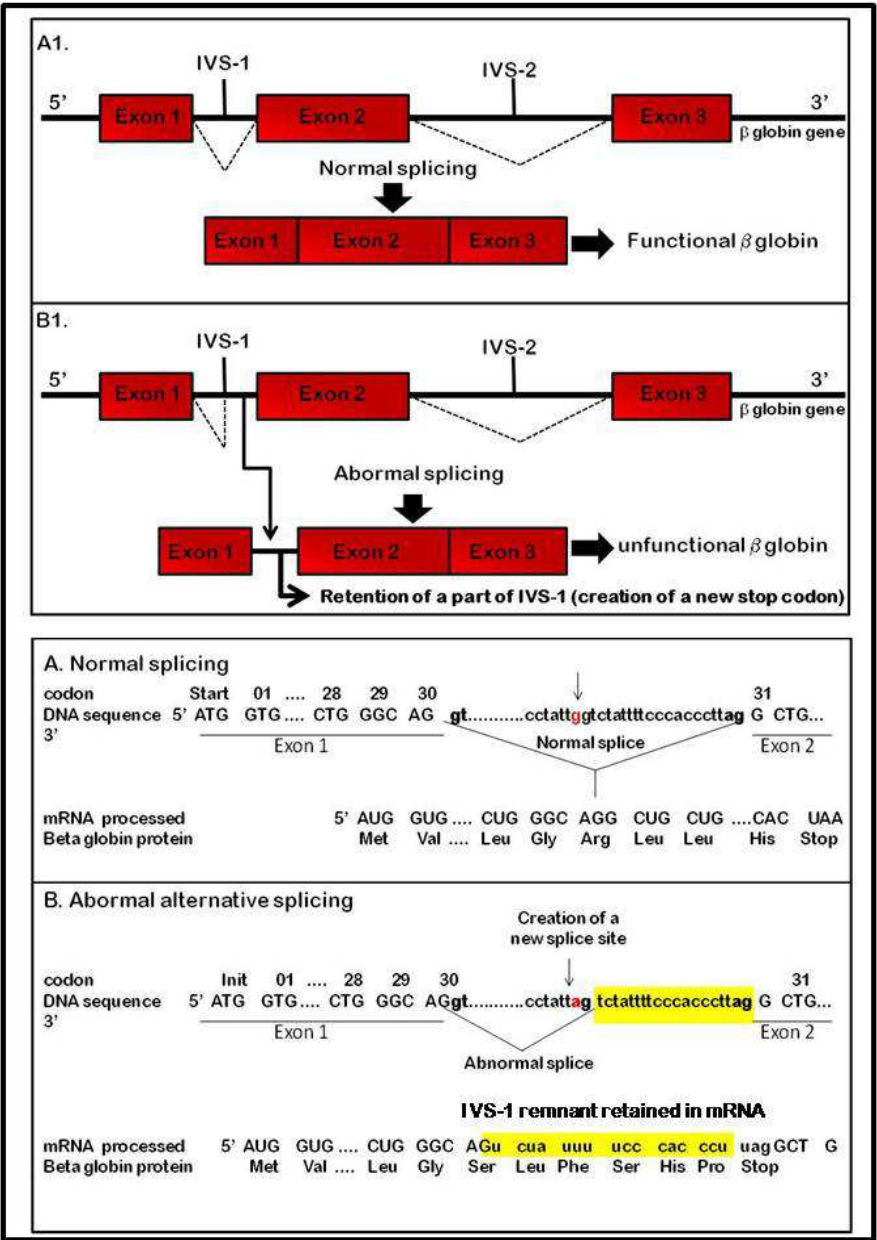 A1.
IVS-1
IVS-2
5’
3’
Exon 1
Exon 2
Exon 3
β globin gene
Normal splicing
Exon 1
Exon 2
Exon 3
Functional β globin
B1.
IVS-1
IVS-2
5’
3’
Exon 1
Exon 2
Exon 3
β globin gene
Abormal splicing
Exon 1
Exon 2
Exon 3
unfunctional β globin
Retention of a part of IVS-1 (creation of a new stop codon)
A. Normal splicing
codon Start 01 .... 28 29 30 31
DNA sequence 5’ ATG GTG.... CTG GGC AG gt..........cctattggtctattttcccacccttag G CTG...
3’
Exon 1
Normal splice
Exon 2
mRNA processed 5’ AUG GUG .... CUG GGC AGG CUG CUG ....CAC UAA
Beta globin protein Met Val .... Leu Gly Arg Leu Leu His Stop
B. Abormal alternative splicing
Creation of a
new splice site
codon Init 01 .... 28 29 30 31
DNA sequence 5’ ATG GTG.... CTG GGC AGgt..........cctattag tctattttcccacccttag G CTG...
3’
Exon 1
Abnormal splice
Exon 2
IVS-1 remnant retained in mRNA
mRNA processed 5’ AUG GUG .... CUG GGC AGu cua uuu ucc cac ccu uag GCT G
Beta globin protein Met Val .... Leu Gly Ser Leu Phe Ser His Pro Stop